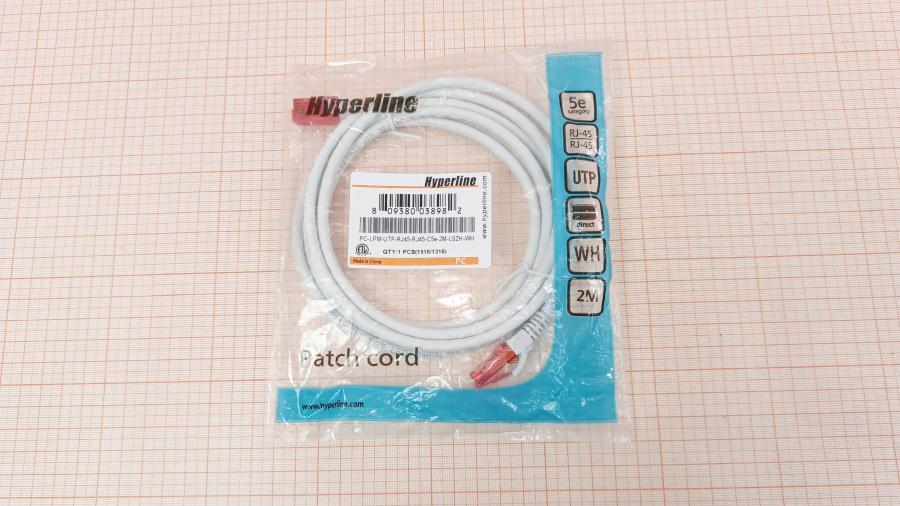 Hyperline
5e
category
RJ-45
RJ-45
UTP
direct
WH
2M
Hyperline
www.hyperline.com
8 09380 03898 2
PC-LPM-UTP-RJ45-RJ45-C5e-2M-LSZH-WH
QTY:1 PCS(1516/1316)
Made in China
PC
Patch cord
www.hyperline.com